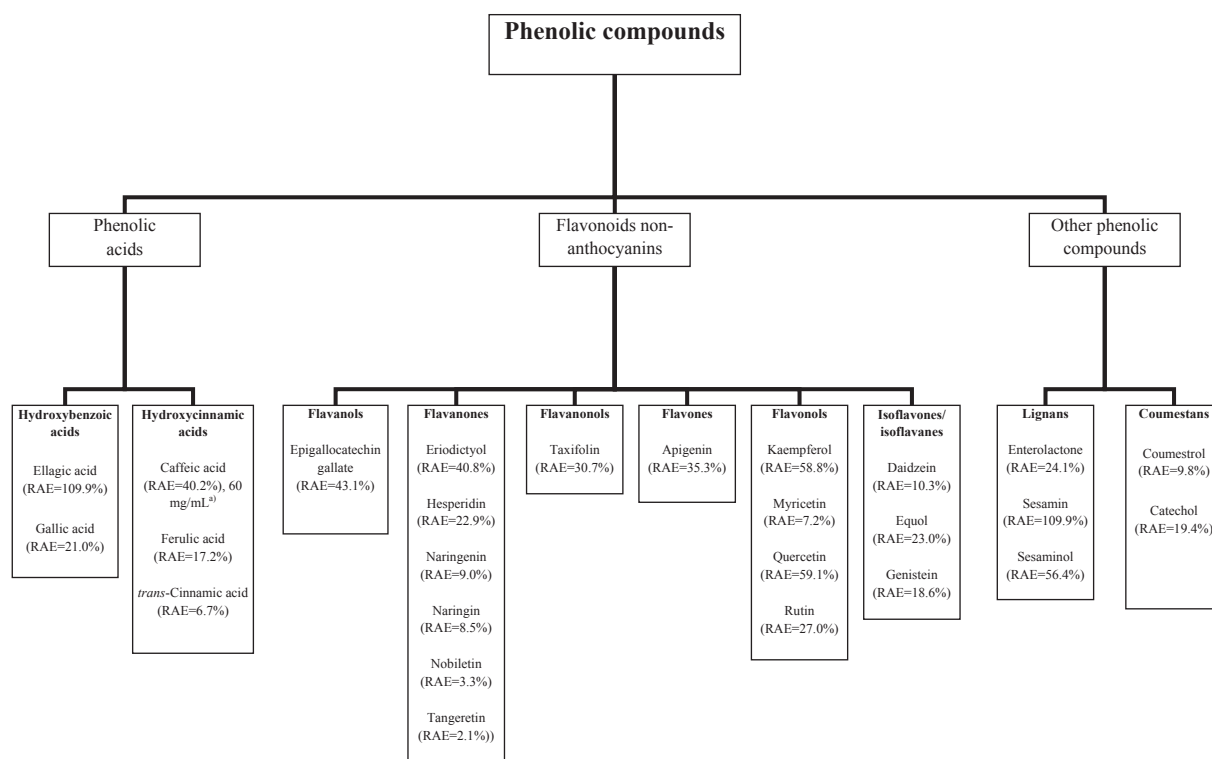 Phenolic compounds
Phenolic
acids
Flavonoids non-
anthocyanins
Other phenolic
compounds
Hydroxybenzoic
acids
Ellagic acid
(RAE=109.9%)
Gallic acid
(RAE=21.0%)
Hydroxycinnamic
acids
Caffeic acid
(RAE=40.2%), 60
mg/mLa)
Ferulic acid
(RAE=17.2%)
trans-Cinnamic acid
(RAE=6.7%)
Flavanols
Epigallocatechin
gallate
(RAE=43.1%)
Flavanones
Eriodictyol
(RAE=40.8%)
Hesperidin
(RAE=22.9%)
Naringenin
(RAE=9.0%)
Naringin
(RAE=8.5%)
Nobiletin
(RAE=3.3%)
Tangeretin
(RAE=2.1%))
Flavanonols
Taxifolin
(RAE=30.7%)
Flavones
Apigenin
(RAE=35.3%)
Flavonols
Kaempferol
(RAE=58.8%)
Myricetin
(RAE=7.2%)
Quercetin
(RAE=59.1%)
Rutin
(RAE=27.0%)
Isoflavones/
isoflavanes
Daidzein
(RAE=10.3%)
Equol
(RAE=23.0%)
Genistein
(RAE=18.6%)
Lignans
Enterolactone
(RAE=24.1%)
Sesamin
(RAE=109.9%)
Sesaminol
(RAE=56.4%)
Coumestans
Coumestrol
(RAE=9.8%)
Catechol
(RAE=19.4%)